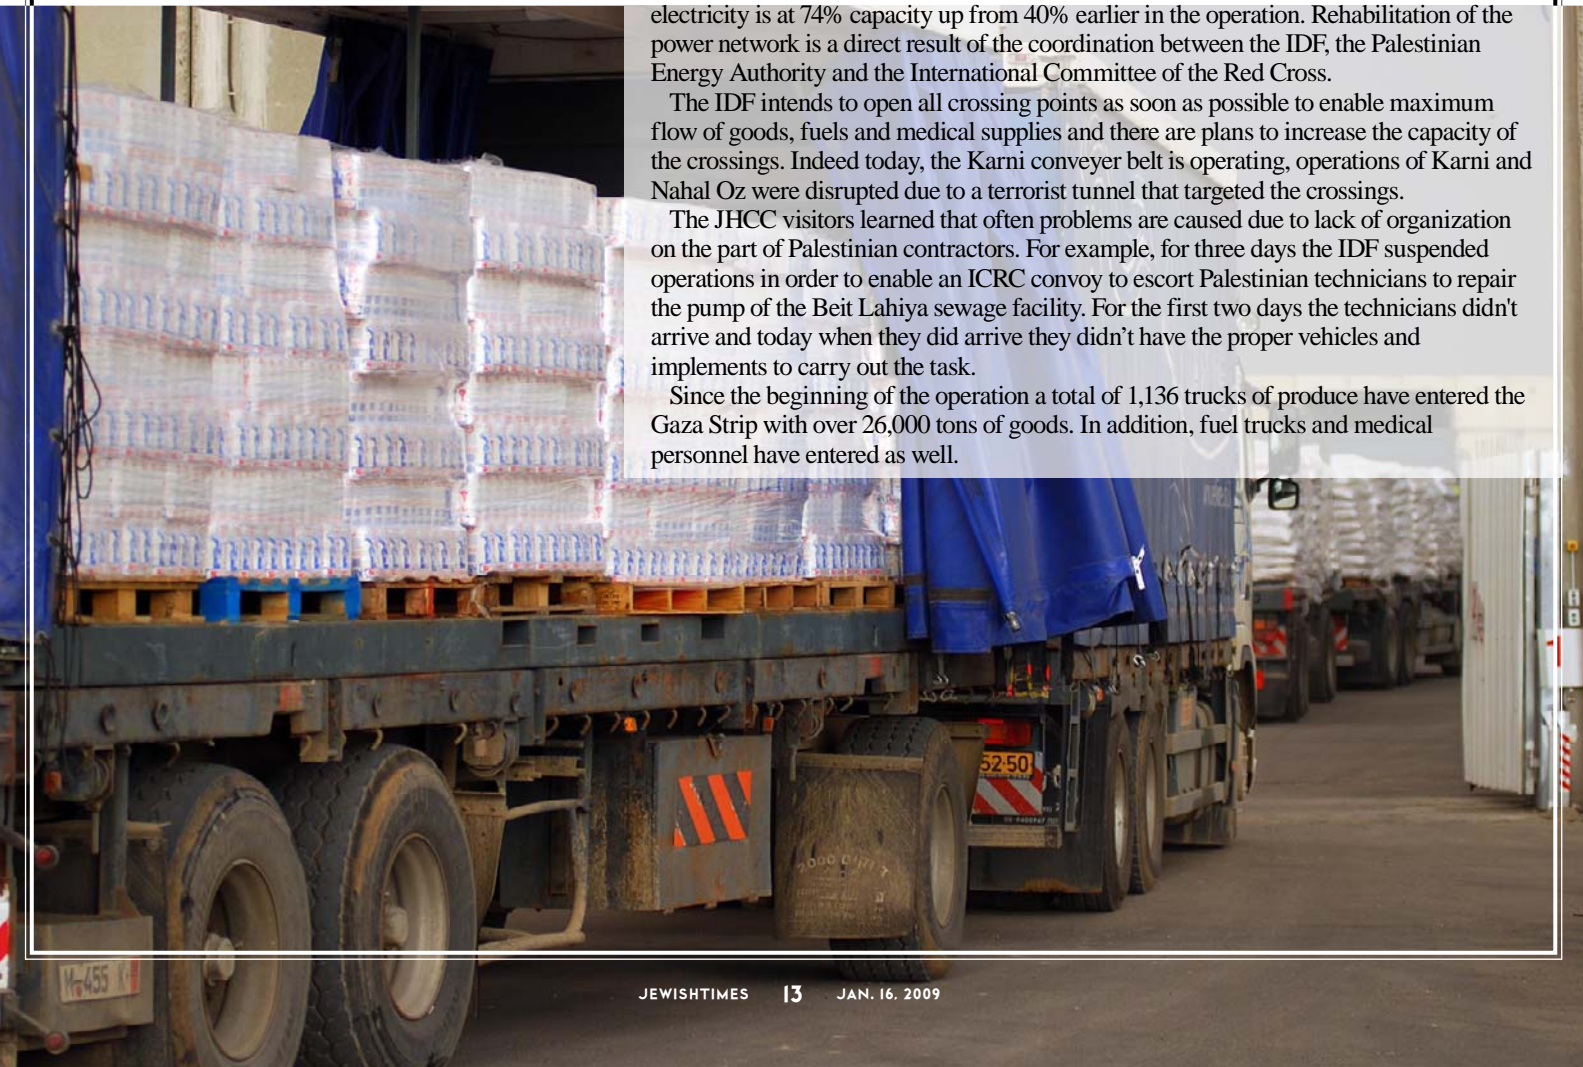 electricity is at 74% capacity up from 40% earlier in the operation. Rehabilitation of the
power network is a direct result of the coordination between the IDF, the Palestinian
Energy Authority and the International Committee of the Red Cross.
The IDF intends to open all crossing points as soon as possible to enable maximum
flow of goods, fuels and medical supplies and there are plans to increase the capacity of
the crossings. Indeed today, the Karni conveyer belt is operating, operations of Karni and
Nahal Oz were disrupted due to a terrorist tunnel that targeted the crossings.
The JHCC visitors learned that often problems are caused due to lack of organization
on the part of Palestinian contractors. For example, for three days the IDF suspended
operations in order to enable an ICRC convoy to escort Palestinian technicians to repair
the pump of the Beit Lahiya sewage facility. For the first two days the technicians didn't
arrive and today when they did arrive they didn’t have the proper vehicles and
implements to carry out the task.
Since the beginning of the operation a total of 1,136 trucks of produce have entered the
Gaza Strip with over 26,000 tons of goods. In addition, fuel trucks and medical
personnel have entered as well.
52-50
M-455 K
JEWISHTIMES 13 JAN. 16, 2009